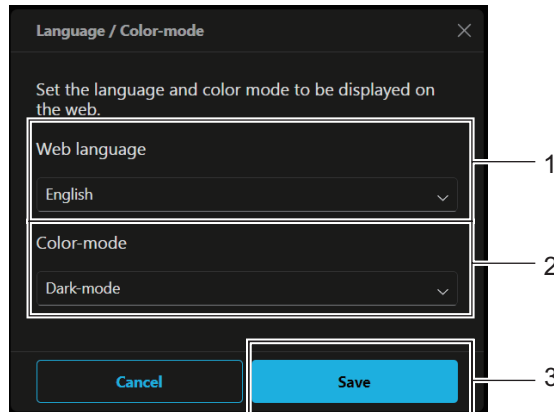 Language / Color-mode
Set the language and color mode to be displayed on
the web.
Web language
1
English
Color-mode
2
Dark-mode
Cancel
Save
3